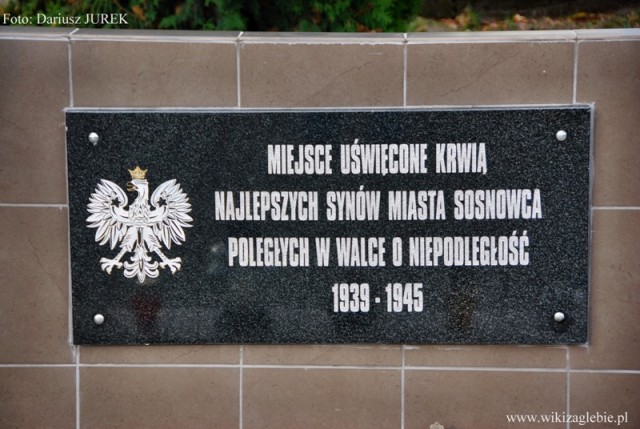 Foto: Dariusz JUREK
MIEJSCE UŚWIĘCONE KRWIĄ
NAJLEPSZYCH SYNÓW MIASTA SOSNOWCA
POLEGŁYCH W WALCE O NIEPODLEGŁOŚĆ
1939 - 1945
www.wikizaglebie.pl